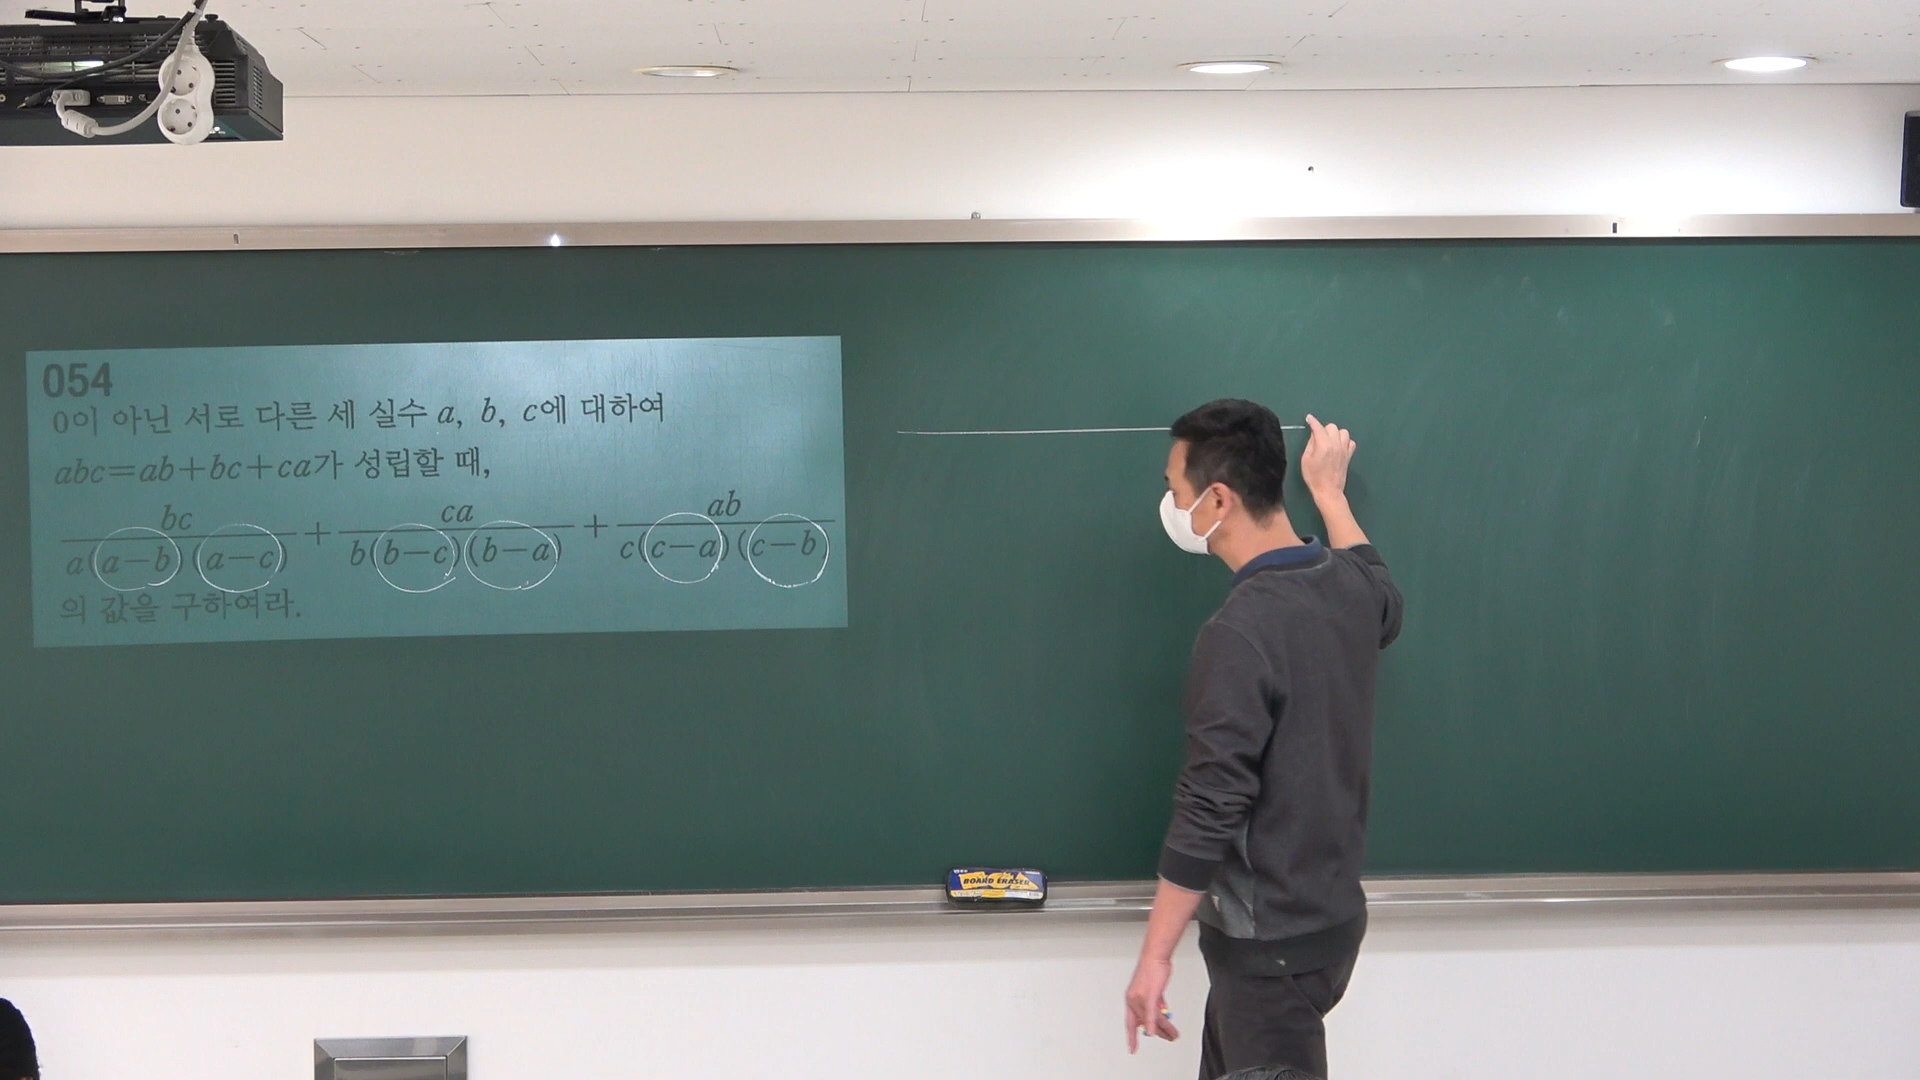 054
0이 아닌 서로 다른 세 실수 a, b, c에 대하여
abc=ab+bc+ca가 성립할 때,
bc/a(a-b)(a-c) + ca/b(b-c)(b-a) + ab/c(c-a)(c-b)
의 값을 구하여라.
BOARD ERASER